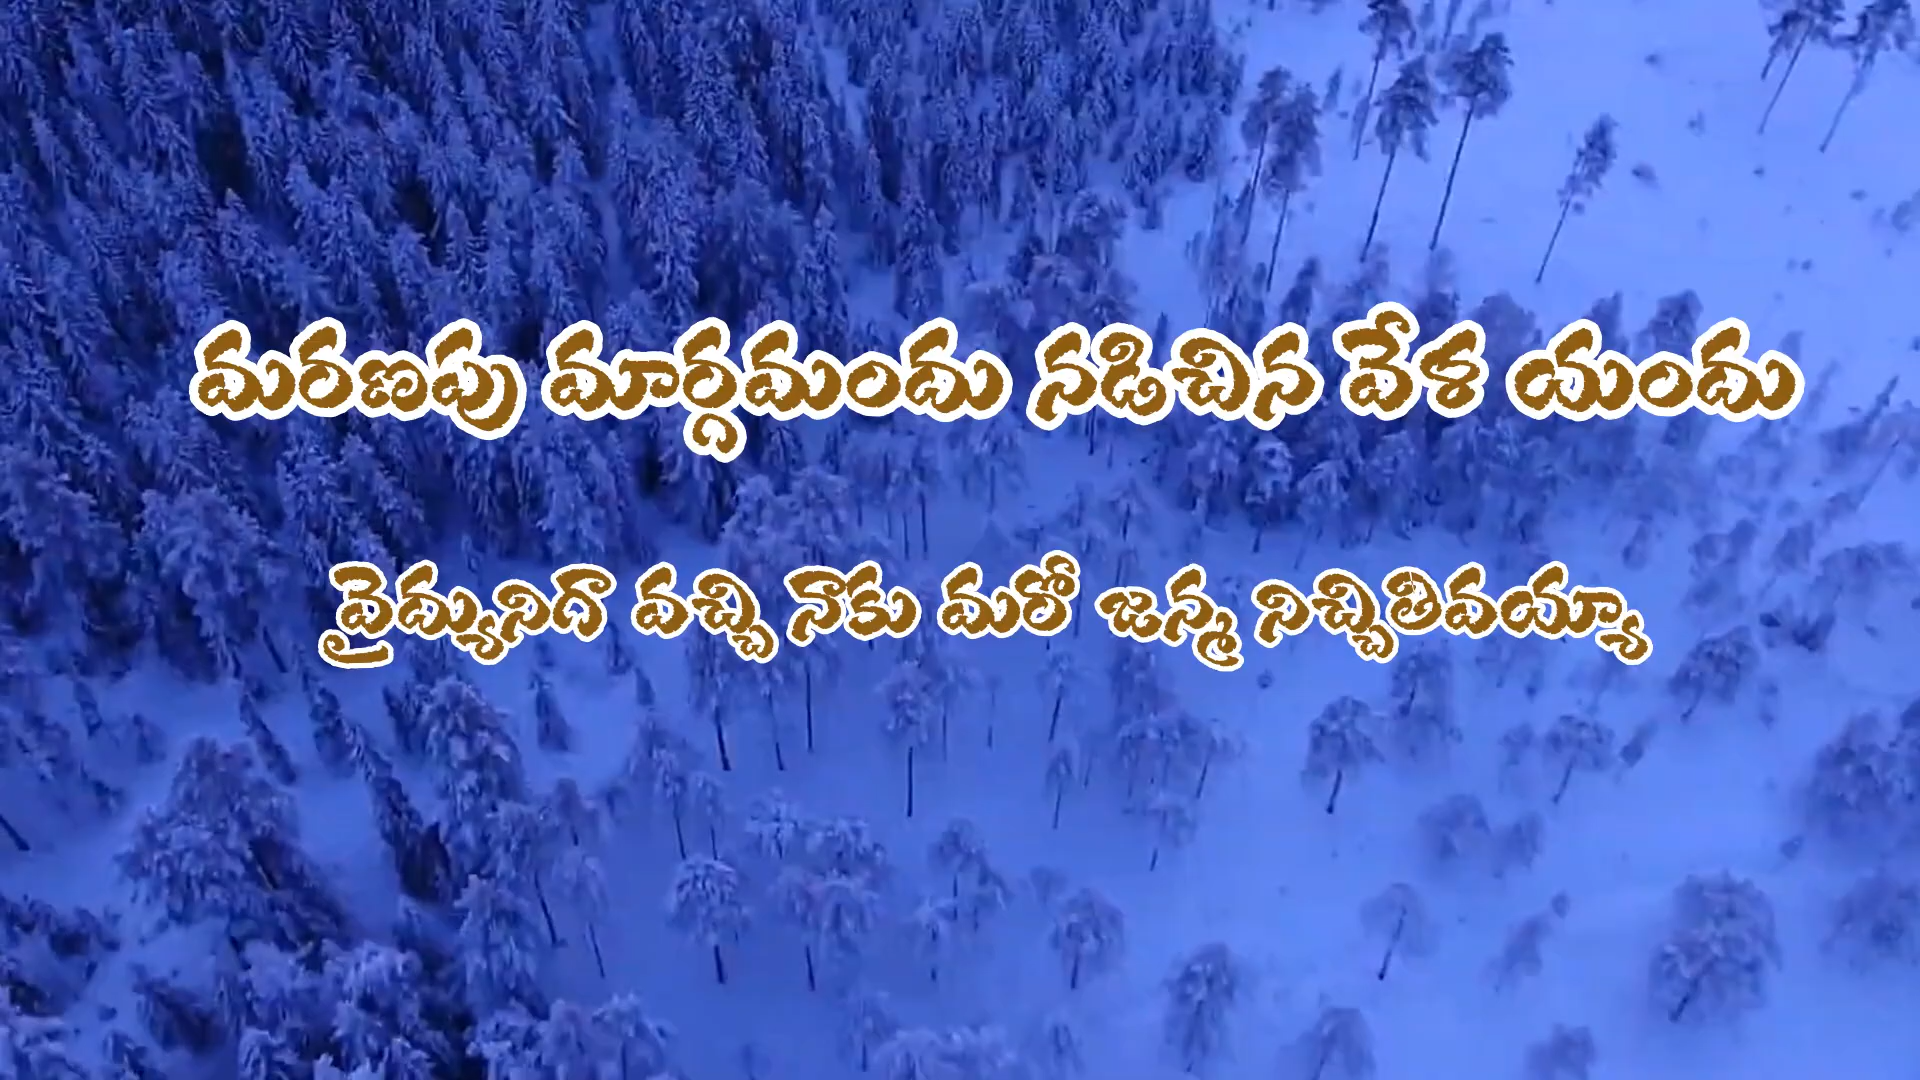 మరణపు మార్గమందు నడిచిన వేళ యందు
వైద్యునిగా వచ్చి నాకు మరో జన్మ నిచ్చితివయ్యా